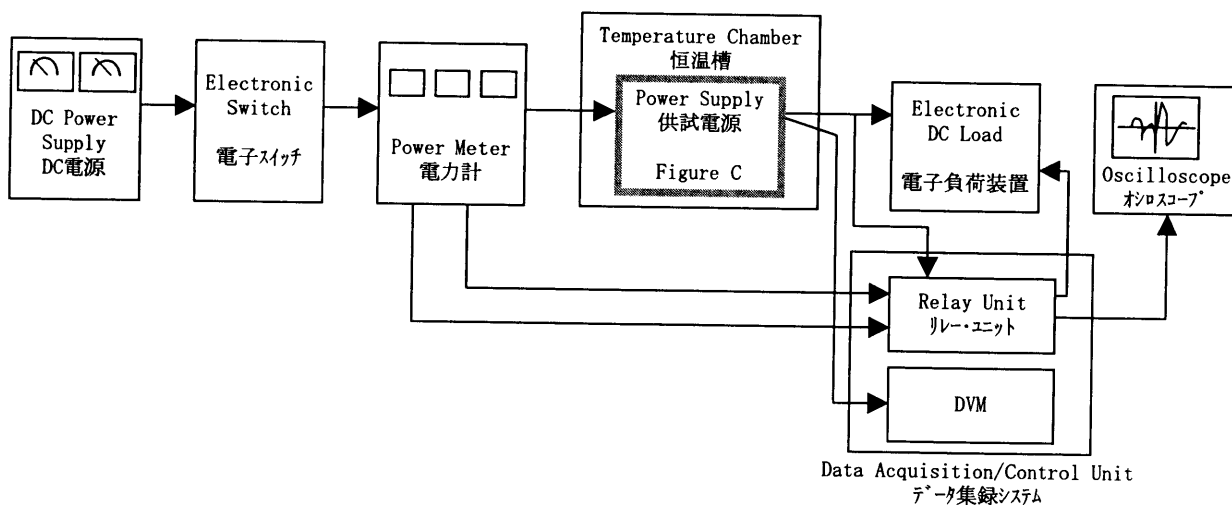 DC Power
Supply
DC電源
Electronic
Switch
電子スイッチ
Power Meter
電力計
Temperature Chamber
恒温槽
Power Supply
供試電源
Figure C
Electronic
DC Load
電子負荷装置
Oscilloscope
オシロスコープ
Relay Unit
リレー・ユニット
DVM
Data Acquisition/Control Unit
データ集録システム